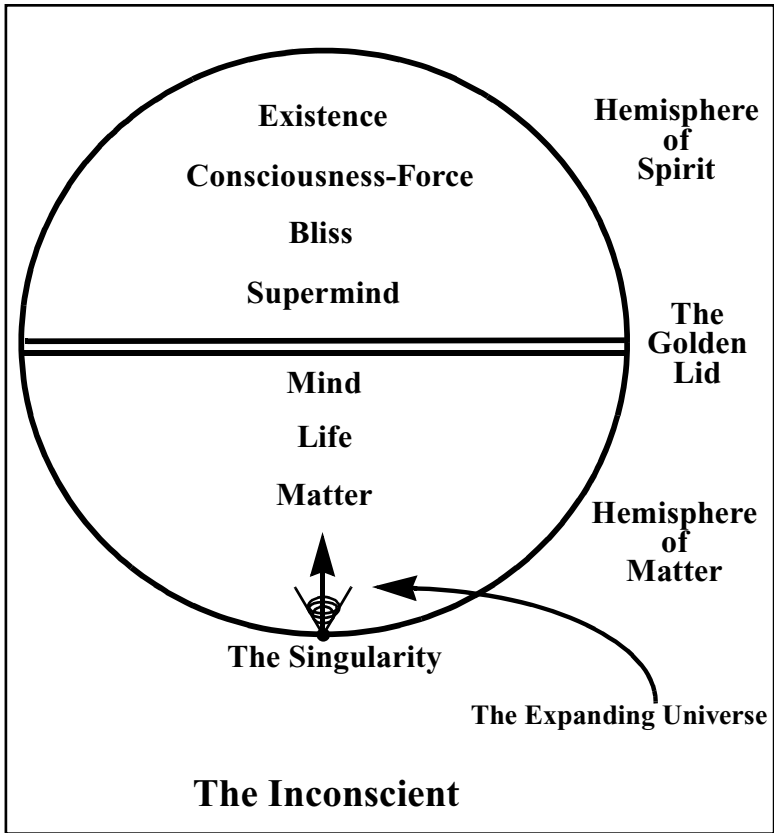 Existence
Hemisphere
of
Spirit
Consciousness-Force
Bliss
Supermind
The
Golden
Lid
Mind
Life
Matter
Hemisphere
of
Matter
The Singularity
The Expanding Universe
The Inconscient